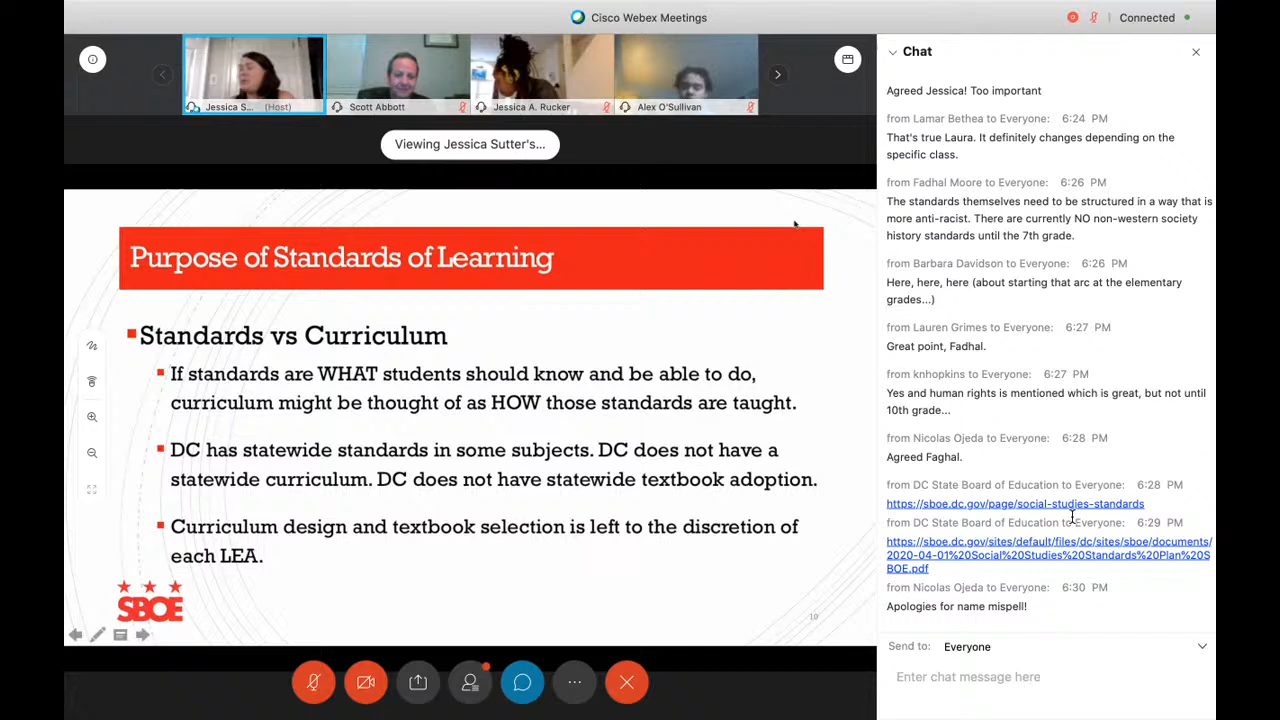 Cisco Webex Meetings
Connected
Jessica S... (Host)
Scott Abbott
Jessica A. Rucker
Alex O'Sullivan
Viewing Jessica Sutter's...
Purpose of Standards of Learning
Standards vs Curriculum
If standards are WHAT students should know and be able to do,
curriculum might be thought of as HOW those standards are taught.
DC has statewide standards in some subjects. DC does not have a
statewide curriculum. DC does not have statewide textbook adoption.
Curriculum design and textbook selection is left to the discretion of
each LEA.
SBOE
10
Chat
Agreed Jessica! Too important
from Lamar Bethea to Everyone: 6:24 PM
That's true Laura. It definitely changes depending on the
specific class.
from Fadhal Moore to Everyone: 6:26 PM
The standards themselves need to be structured in a way that is
more anti-racist. There are currently NO non-western society
history standards until the 7th grade.
from Barbara Davidson to Everyone: 6:26 PM
Here, here, here (about starting that arc at the elementary
grades...)
from Lauren Grimes to Everyone: 6:27 PM
Great point, Fadhal.
from knhopkins to Everyone: 6:27 PM
Yes and human rights is mentioned which is great, but not until
10th grade...
from Nicolas Ojeda to Everyone: 6:28 PM
Agreed Faghal.
from DC State Board of Education to Everyone: 6:28 PM
https://sboe.dc.gov/page/social-studies-standards
from DC State Board of Education to Everyone: 6:29 PM
https://sboe.dc.gov/sites/default/files/dc/sites/sboe/documents/
2020-04-01%20Social%20Studies%20Standards%20Plan%20S
BOE.pdf
from Nicolas Ojeda to Everyone: 6:30 PM
Apologies for name mispell!
Send to: Everyone
Enter chat message here